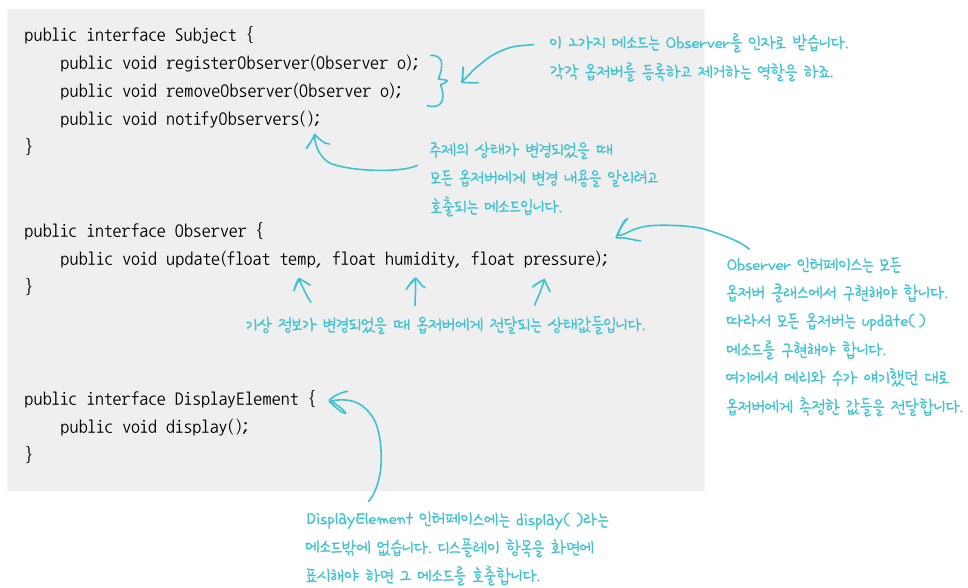 public interface Subject {
public void registerObserver(Observer o);
public void removeObserver(Observer o);
public void notifyObservers();
}
이 2가지 메소드는 Observer를 인자로 받습니다.
각각 옵저버를 등록하고 제거하는 역할을 하죠.
주제의 상태가 변경되었을 때
모든 옵저버에게 변경 내용을 알리려고
호출되는 메소드입니다.
public interface Observer {
public void update(float temp, float humidity, float pressure);
}
기상 정보가 변경되었을 때 옵저버에게 전달되는 상태값들입니다.
Observer 인터페이스는 모든
옵저버 클래스에서 구현해야 합니다.
따라서 모든 옵저버는 update( )
메소드를 구현해야 합니다.
여기에서 메리와 수가 얘기했던 대로
옵저버에게 측정한 값들을 전달합니다.
public interface DisplayElement {
public void display();
}
DisplayElement 인터페이스에는 display( )라는
메소드밖에 없습니다. 디스플레이 항목을 화면에
표시해야 하면 그 메소드를 호출합니다.